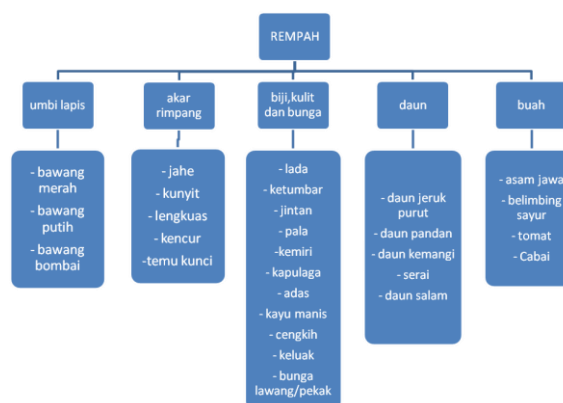 REMPAH
umbi lapis
akar
rimpang
biji,kulit
dan bunga
daun
buah
- bawang
merah
- bawang
putih
- bawang
bombai
- jahe
- kunyit
- lengkuas
- kencur
-temu kunci
- lada
- ketumbar
- jintan
- pala
-kemiri
- kapulaga
- adas
- kayu manis
- cengkih
- keluak
- bunga
lawang/pekak
- daun jeruk
purut
- daun pandan
- daun kemangi
- serai
- daun salam
- asam jawa
- belimbing
sayur
- tomat
- Cabai